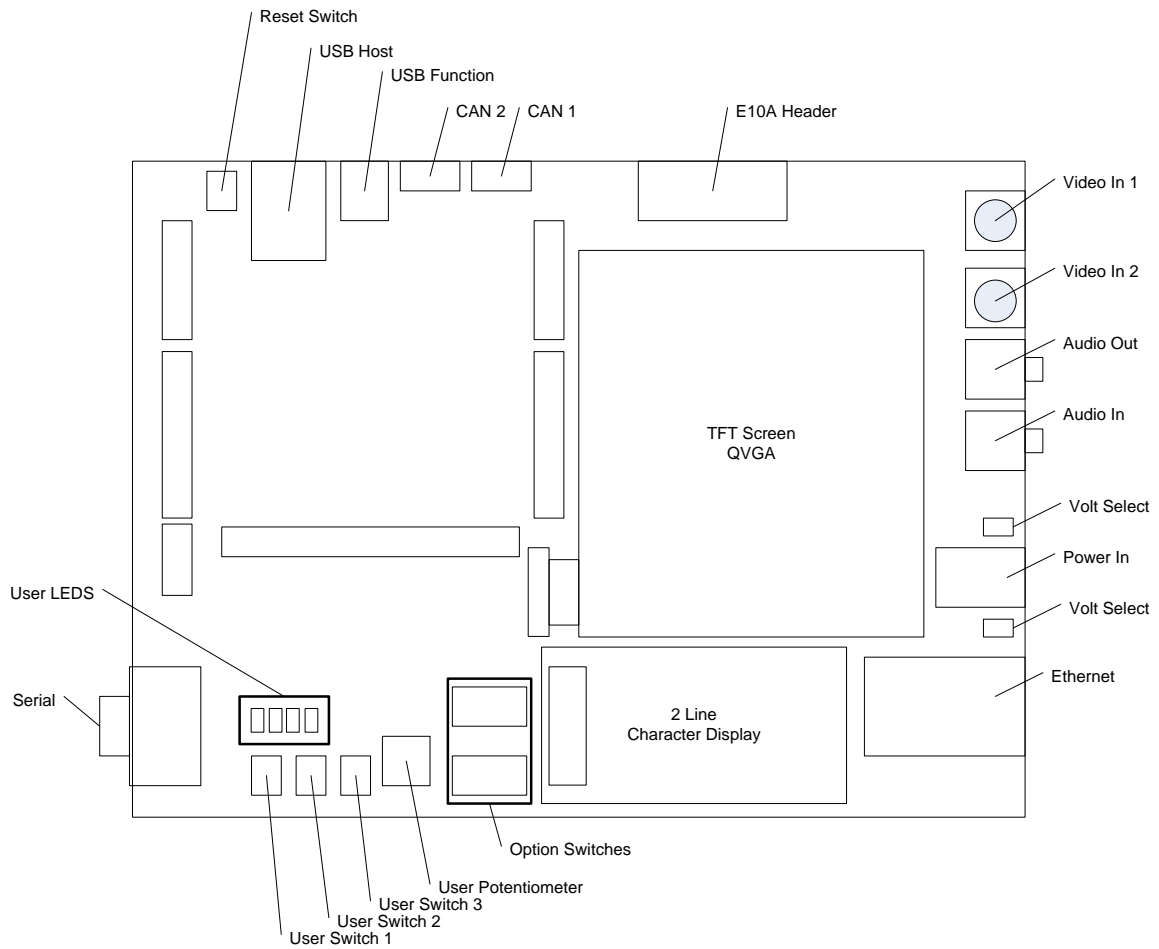 Reset Switch
USB Host
USB Function
CAN 2
CAN 1
E10A Header
Video In 1
Video In 2
Audio Out
Audio In
TFT Screen
QVGA
Volt Select
Power In
User LEDS
Volt Select
Ethernet
Serial
2 Line
Character Display
Option Switches
User Potentiometer
User Switch 3
User Switch 2
User Switch 1